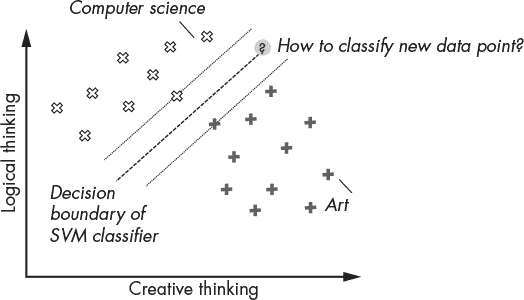 Computer science
?
How to classify new data point?
Logical thinking
Decision
boundary of
SVM classifier
Art
Creative thinking